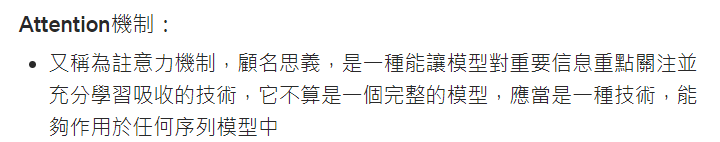 Attention機制：
• 又稱為註意力機制，顧名思義，是一種能讓模型對重要信息重點關注並
充分學習吸收的技術，它不算是一個完整的模型，應當是一種技術，能
夠作用於任何序列模型中